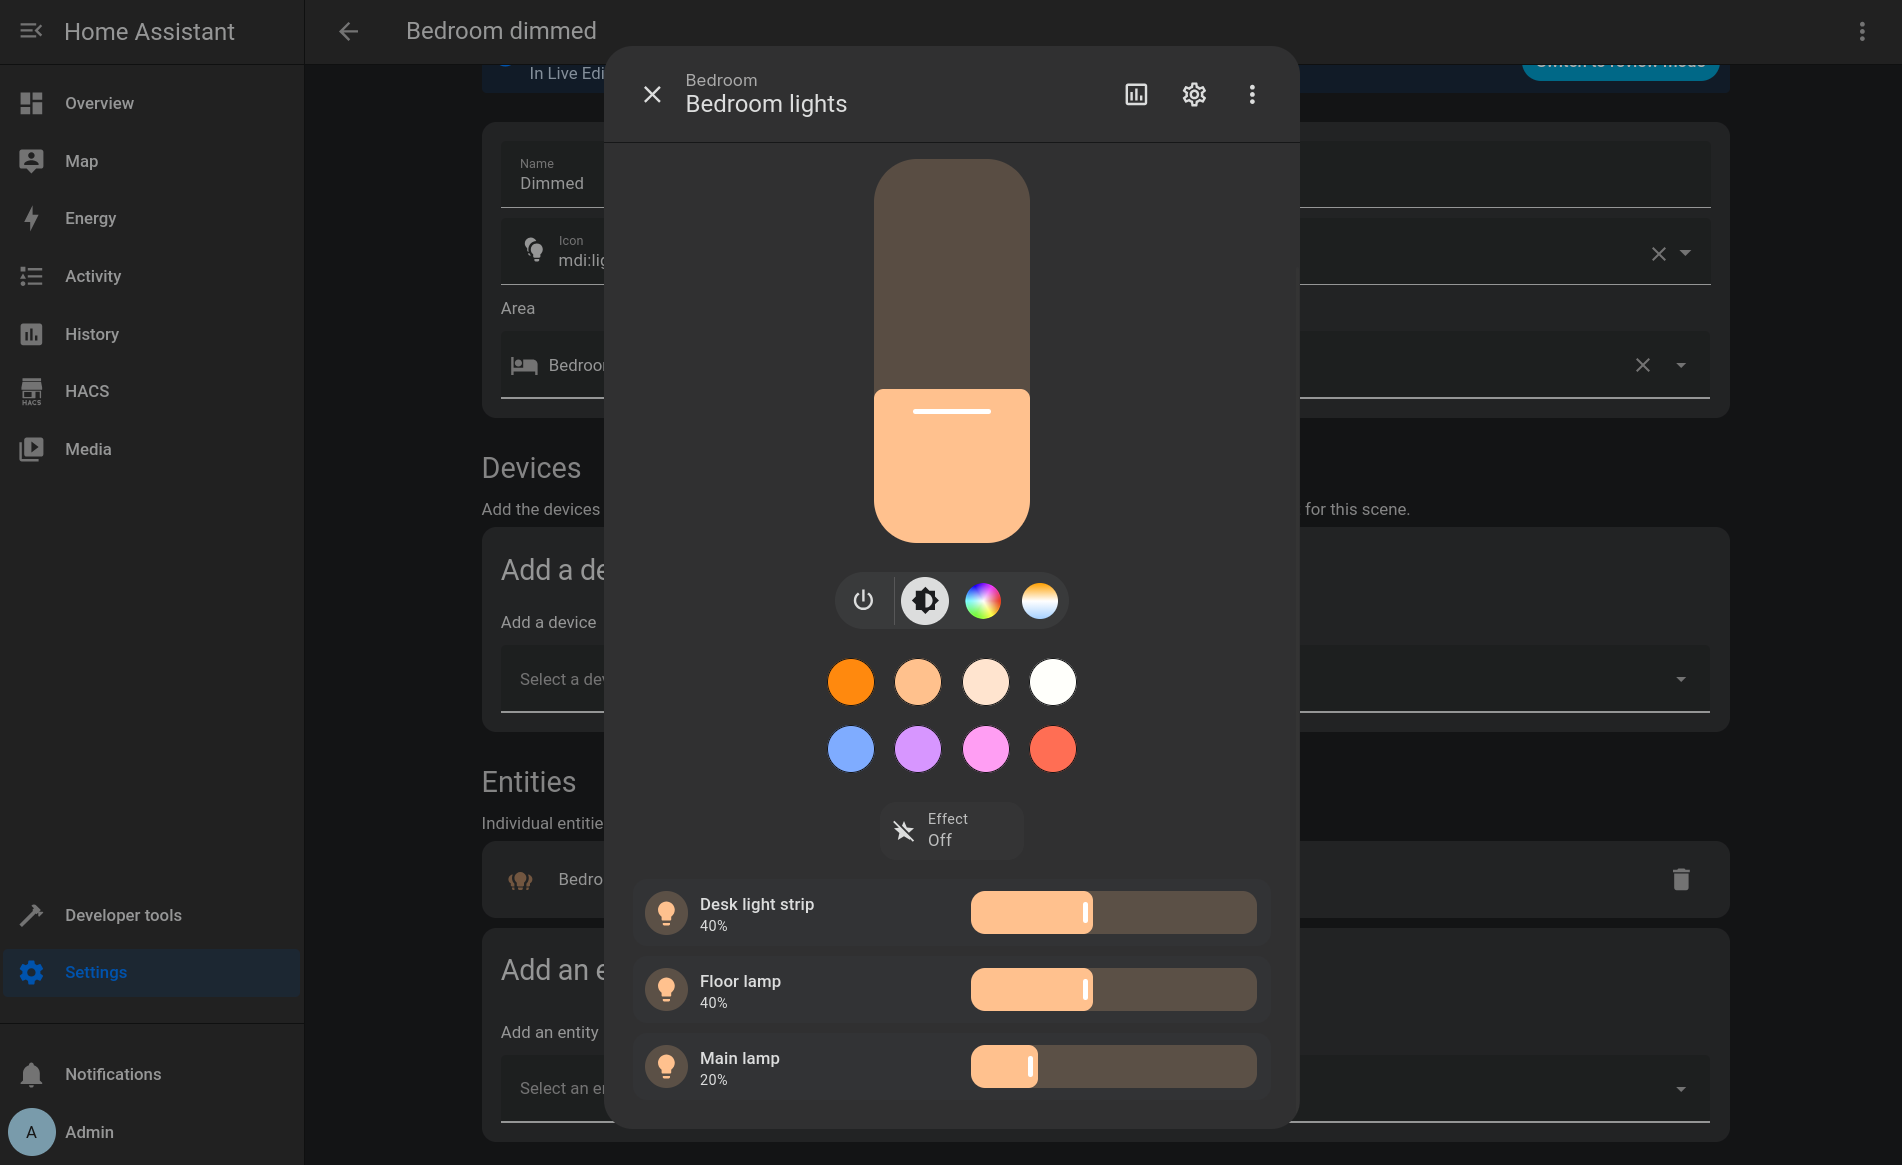 Home Assistant
Overview
Map
Energy
Activity
History
HACS
HACS
Media
Developer tools
Settings
Notifications
A
Admin
Bedroom dimmed
In Live Edi
Name
Dimmed
Icon
mdi:lig
Area
Bedroo
Devices
Add the devices
for this scene.
Add a de
Add a device
Select a dev
Entities
Individual entitie
Bedro
Add an e
Add an entity
Select an en
Bedroom
Bedroom lights
Effect
Off
Desk light strip
40%
Floor lamp
40%
Main lamp
20%